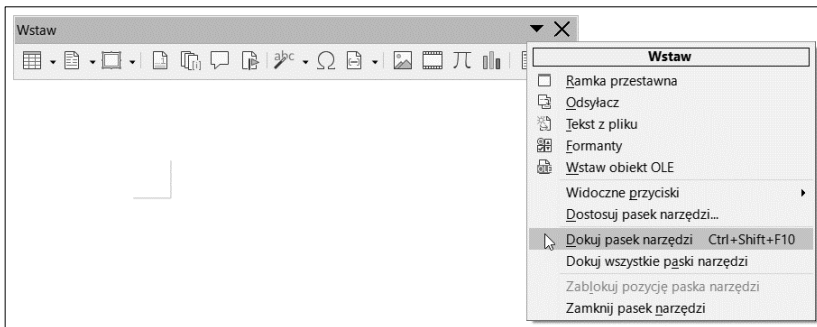 Wstaw
abc
Wstaw
Ramka przestawna
Odsyłacz
Tekst z pliku
Formanty
Wstaw obiekt OLE
Widoczne przyciski
Dostosuj pasek narzędzi...
Dokuj pasek narzędzi Ctrl+Shift+F10
Dokuj wszystkie paski narzędzi
Zablokuj pozycję paska narzędzi
Zamknij pasek narzędzi